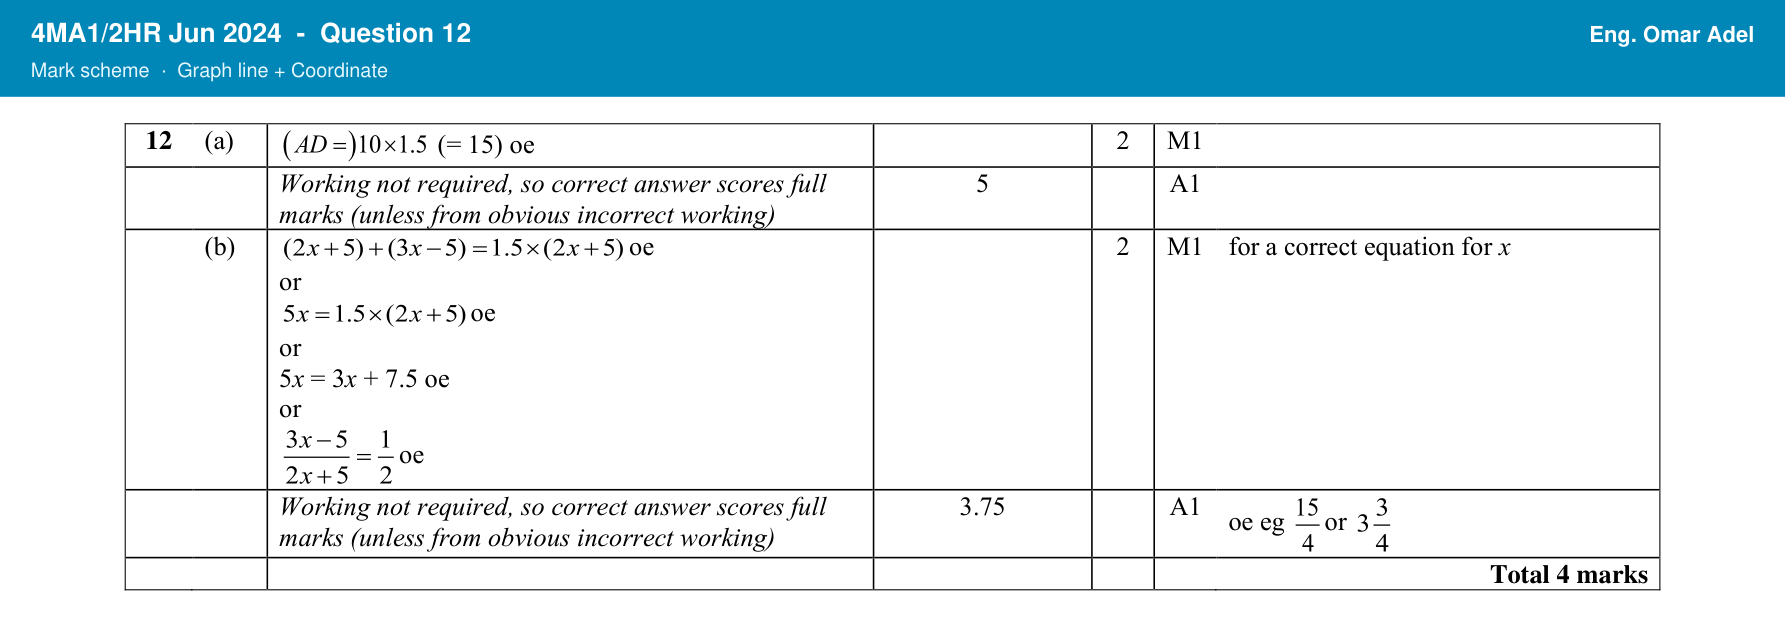 4MA1/2HR Jun 2024 - Question 12
Eng. Omar Adel
Mark scheme · Graph line + Coordinate
12 (a) (AD =)10×1.5 (= 15) oe 2 M1
Working not required, so correct answer scores full 5 A1
marks (unless from obvious incorrect working)
(b) (2x+5)+(3x−5)=1.5×(2x+5) oe 2 M1 for a correct equation for x
or
5x=1.5×(2x+5) oe
or
5x = 3x + 7.5 oe
or
(3x−5)/(2x+5) = 1/2 oe
Working not required, so correct answer scores full 3.75 A1 oe eg 15/4 or 3 3/4
marks (unless from obvious incorrect working)
Total 4 marks